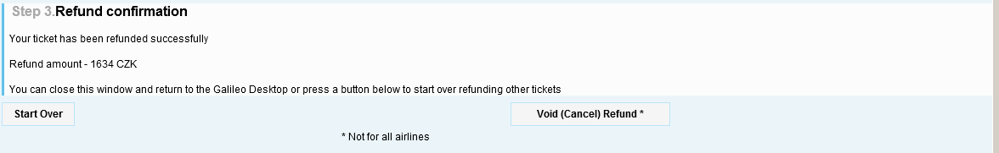 Step 3.Refund confirmation
Your ticket has been refunded successfully
Refund amount - 1634 CZK
You can close this window and return to the Galileo Desktop or press a button below to start over refunding other tickets
Start Over
Void (Cancel) Refund *
* Not for all airlines